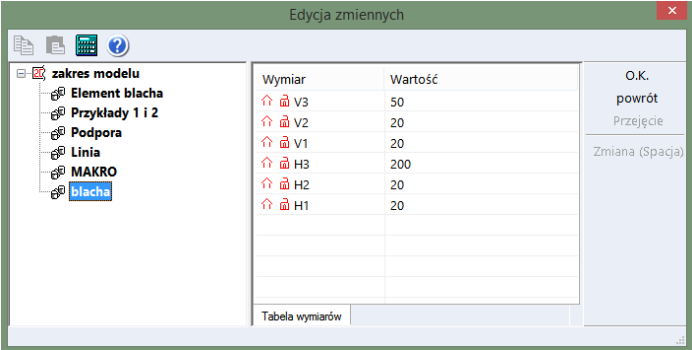 Edycja zmiennych
zakres modelu
Element blacha
Przykłady 1 i 2
Podpora
Linia
MAKRO
blacha
Wymiar Wartość
V3 50
V2 20
V1 20
H3 200
H2 20
H1 20
Tabela wymiarów
O.K.
powrót
Przejęcie
Zmiana (Spacja)